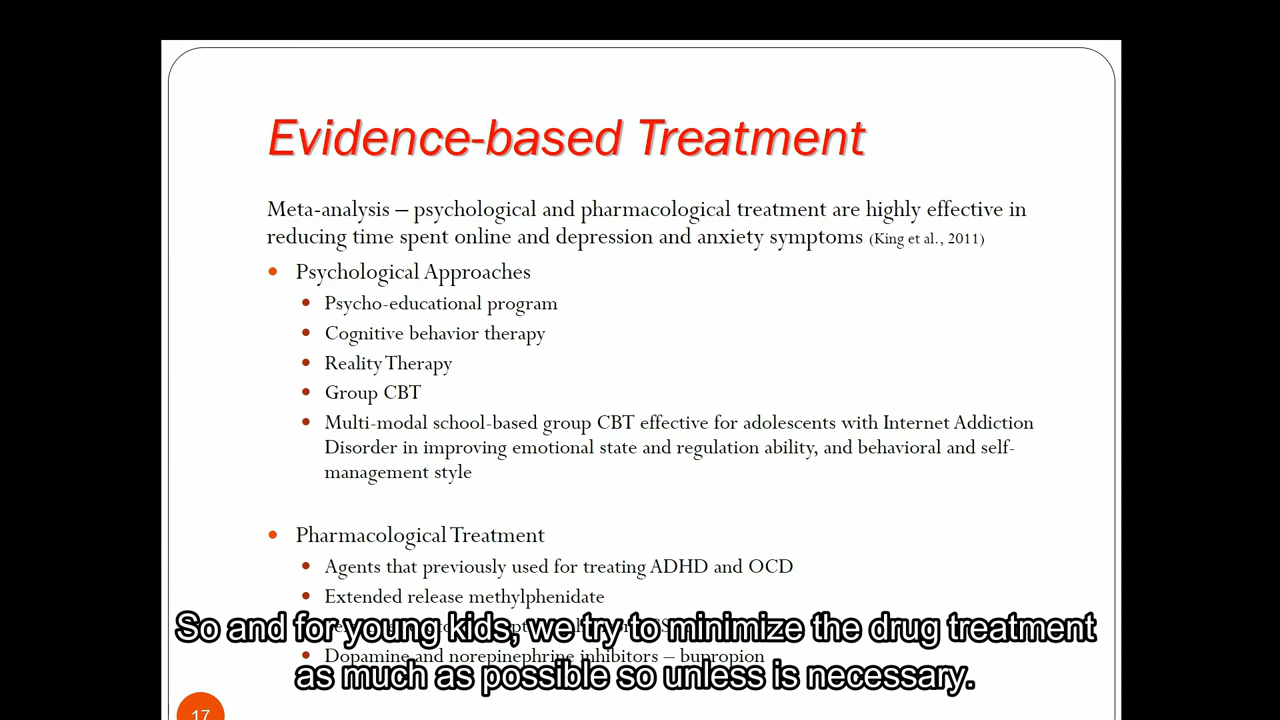 Evidence-based Treatment
Meta-analysis – psychological and pharmacological treatment are highly effective in
reducing time spent online and depression and anxiety symptoms (King et al., 2011)
Psychological Approaches
Psycho-educational program
Cognitive behavior therapy
Reality Therapy
Group CBT
Multi-modal school-based group CBT effective for adolescents with Internet Addiction
Disorder in improving emotional state and regulation ability, and behavioral and self-
management style
Pharmacological Treatment
Agents that previously used for treating ADHD and OCD
Extended release methylphenidate
So and for young kids, we try to minimize the drug treatment
Dopamine and norepinephrine inhibitors – bupropion
as much as possible so unless is necessary.
17